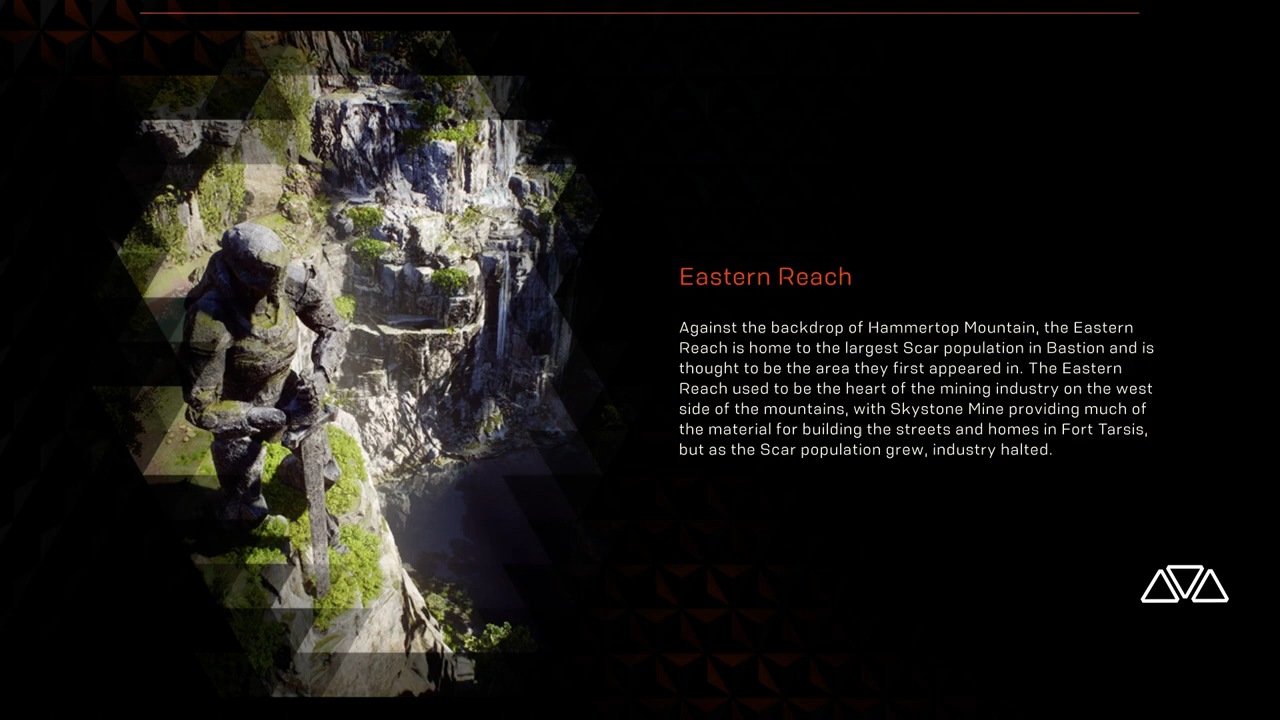 Eastern Reach
Against the backdrop of Hammertop Mountain, the Eastern
Reach is home to the largest Scar population in Bastion and is
thought to be the area they first appeared in. The Eastern
Reach used to be the heart of the mining industry on the west
side of the mountains, with Skystone Mine providing much of
the material for building the streets and homes in Fort Tarsis,
but as the Scar population grew, industry halted.